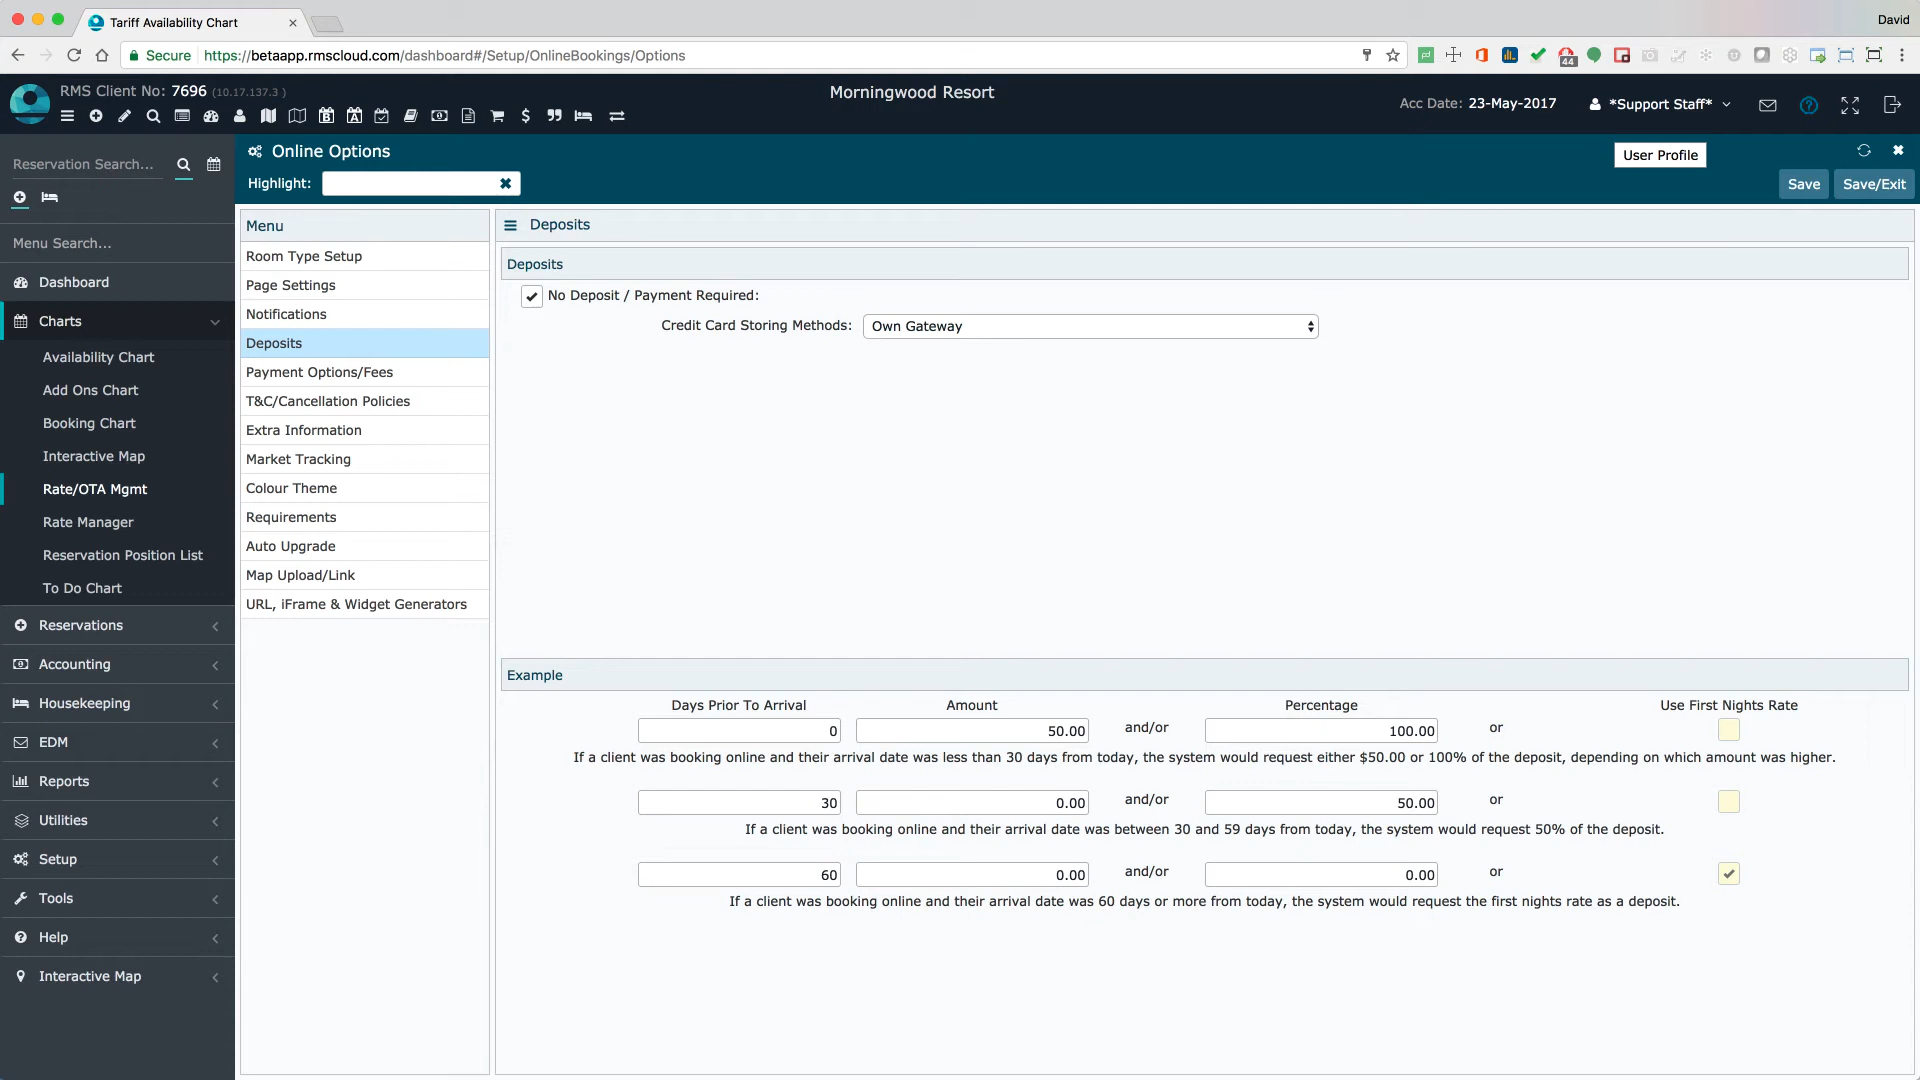 Tariff Availability Chart
David
Secure https://betaapp.rmscloud.com/dashboard#/Setup/OnlineBookings/Options
44
RMS Client No: 7696 (10.17.137.3 )
Morningwood Resort
Acc Date: 23-May-2017
*Support Staff*
Reservation Search...
Online Options
User Profile
Highlight:
Save
Save/Exit
Menu Search...
Dashboard
Charts
Availability Chart
Add Ons Chart
Booking Chart
Interactive Map
Rate/OTA Mgmt
Rate Manager
Reservation Position List
To Do Chart
Reservations
Accounting
Housekeeping
EDM
Reports
Utilities
Setup
Tools
Help
Interactive Map
Menu
Room Type Setup
Page Settings
Notifications
Deposits
Payment Options/Fees
T&C/Cancellation Policies
Extra Information
Market Tracking
Colour Theme
Requirements
Auto Upgrade
Map Upload/Link
URL, iFrame & Widget Generators
Deposits
Deposits
No Deposit / Payment Required:
Credit Card Storing Methods: Own Gateway
Example
Days Prior To Arrival Amount Percentage Use First Nights Rate
0 50.00 and/or 100.00 or
If a client was booking online and their arrival date was less than 30 days from today, the system would request either $50.00 or 100% of the deposit, depending on which amount was higher.
30 0.00 and/or 50.00 or
If a client was booking online and their arrival date was between 30 and 59 days from today, the system would request 50% of the deposit.
60 0.00 and/or 0.00 or
If a client was booking online and their arrival date was 60 days or more from today, the system would request the first nights rate as a deposit.